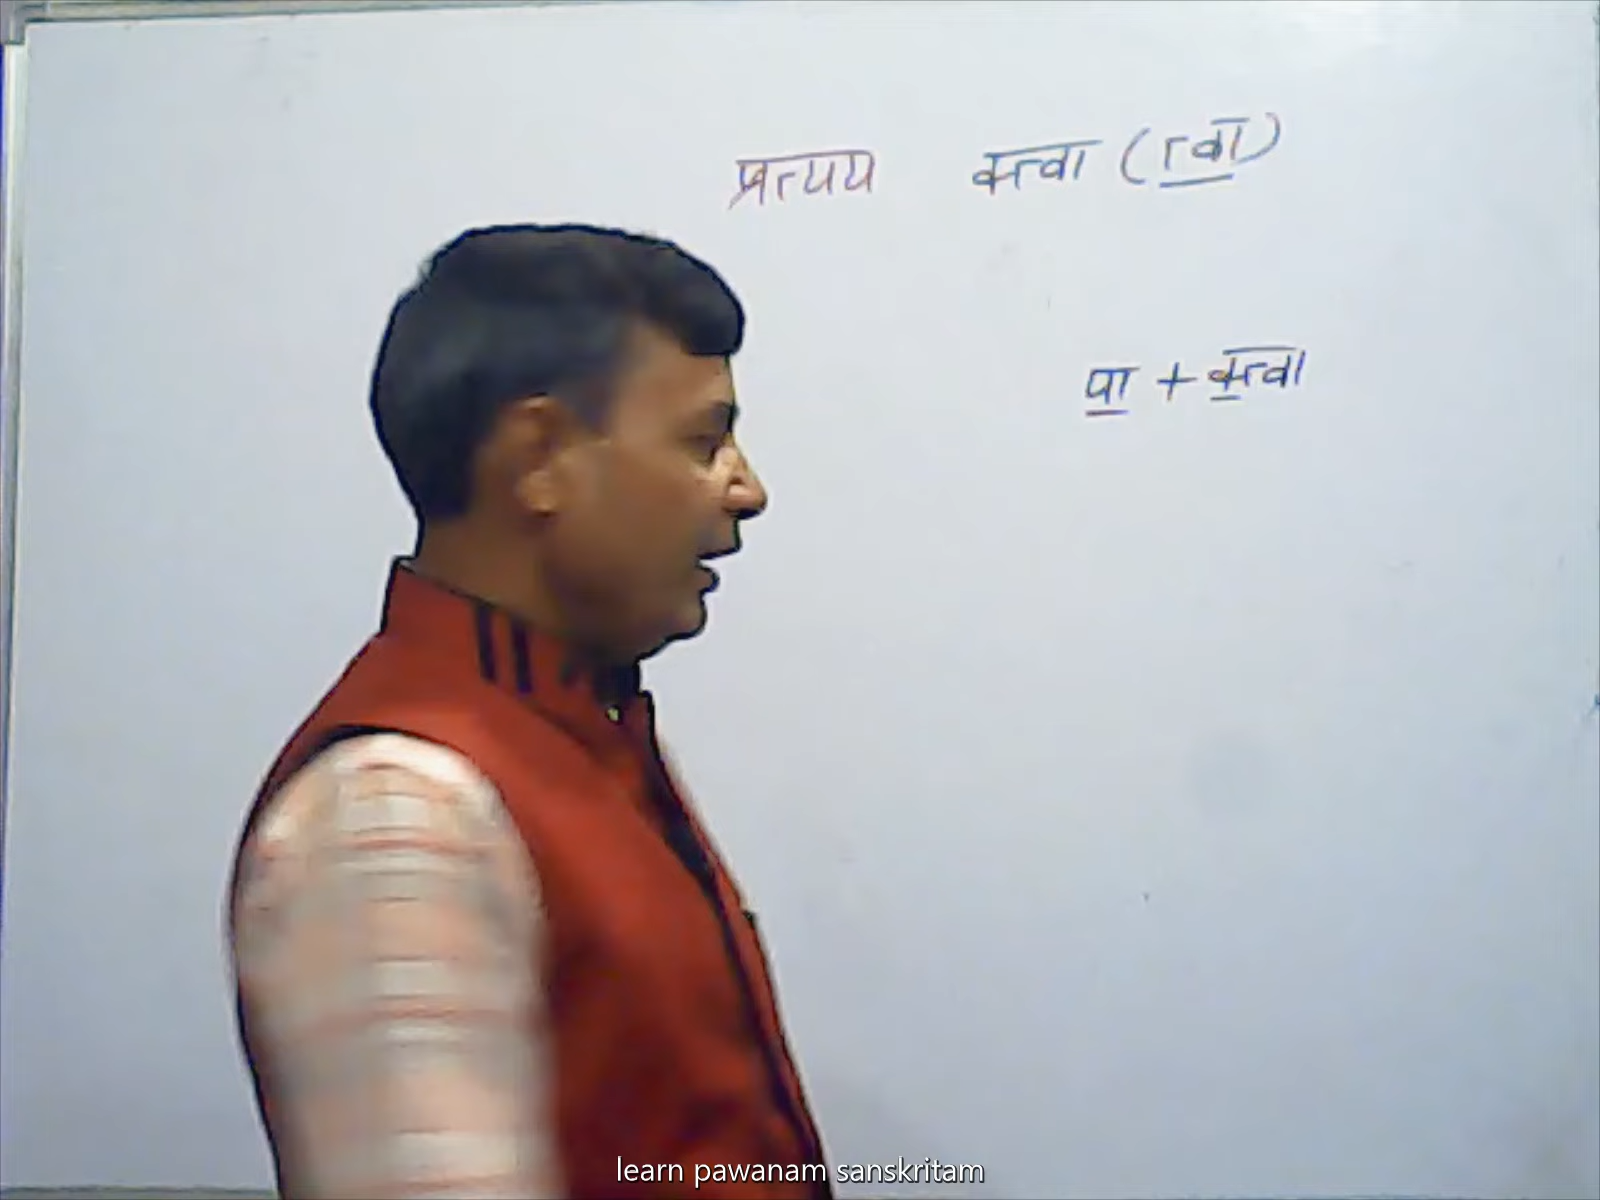 प्रत्यय क्त्वा (त्वा)
पा + क्त्वा
learn pawanam sanskritam